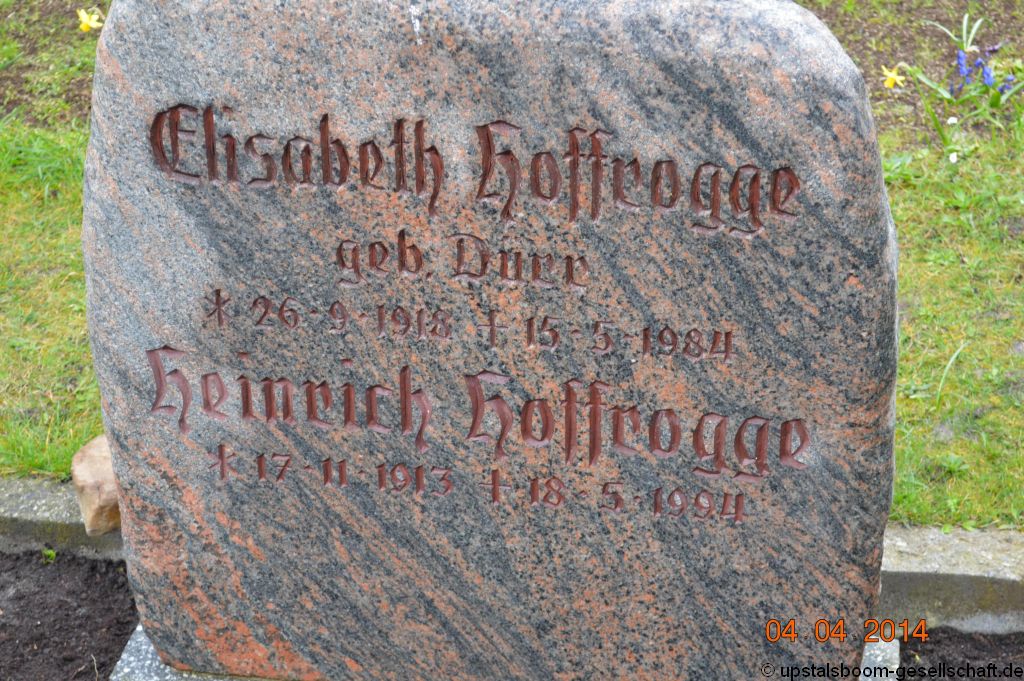 Elisabeth Hoffrogge
geb. Dürr
* 26·9·1918 † 15·5·1984
Heinrich Hoffrogge
* 17·11·1913 † 18·5·1994
04 04 2014
© upstalsboom-gesellschaft.de